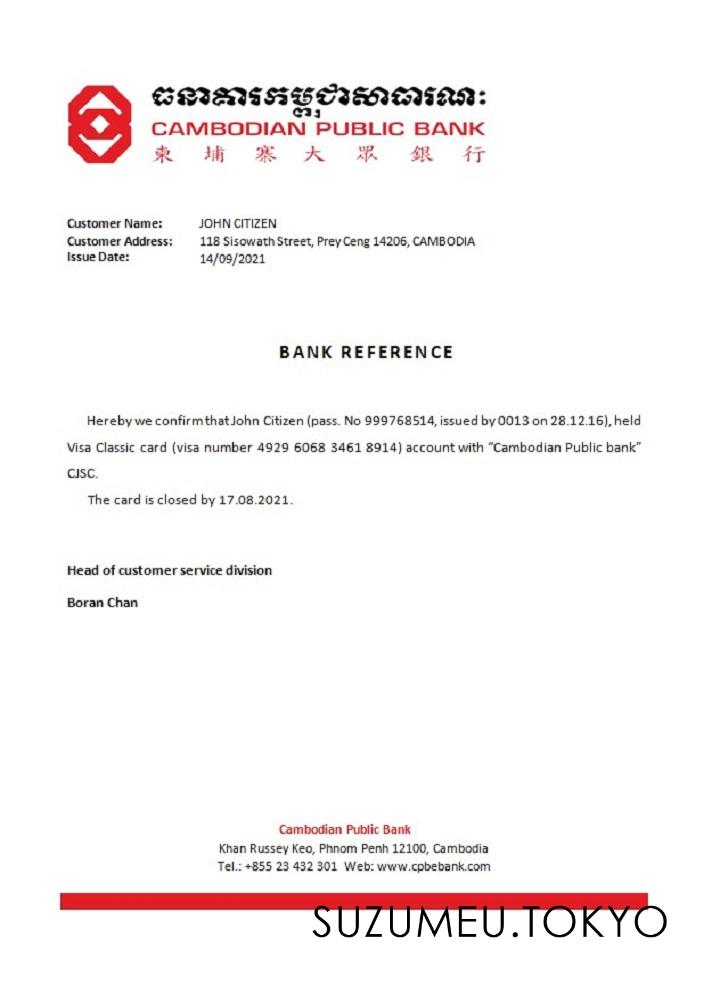 ធនាគារកម្ពុជាសាធារណៈ
CAMBODIAN PUBLIC BANK
柬埔寨大眾銀行
Customer Name: JOHN CITIZEN
Customer Address: 118 Sisowath Street, Prey Ceng 14206, CAMBODIA
Issue Date: 14/09/2021
BANK REFERENCE
Hereby we confirm that John Citizen (pass. No 999768514, issued by 0013 on 28.12.16), held
Visa Classic card (visa number 4929 6068 3461 8914) account with “Cambodian Public bank”
CJSC.
The card is closed by 17.08.2021.
Head of customer service division
Boran Chan
Cambodian Public Bank
Khan Russey Keo, Phnom Penh 12100, Cambodia
Tel.: +855 23 432 301 Web: www.cpbebank.com
SUZUMEU.TOKYO